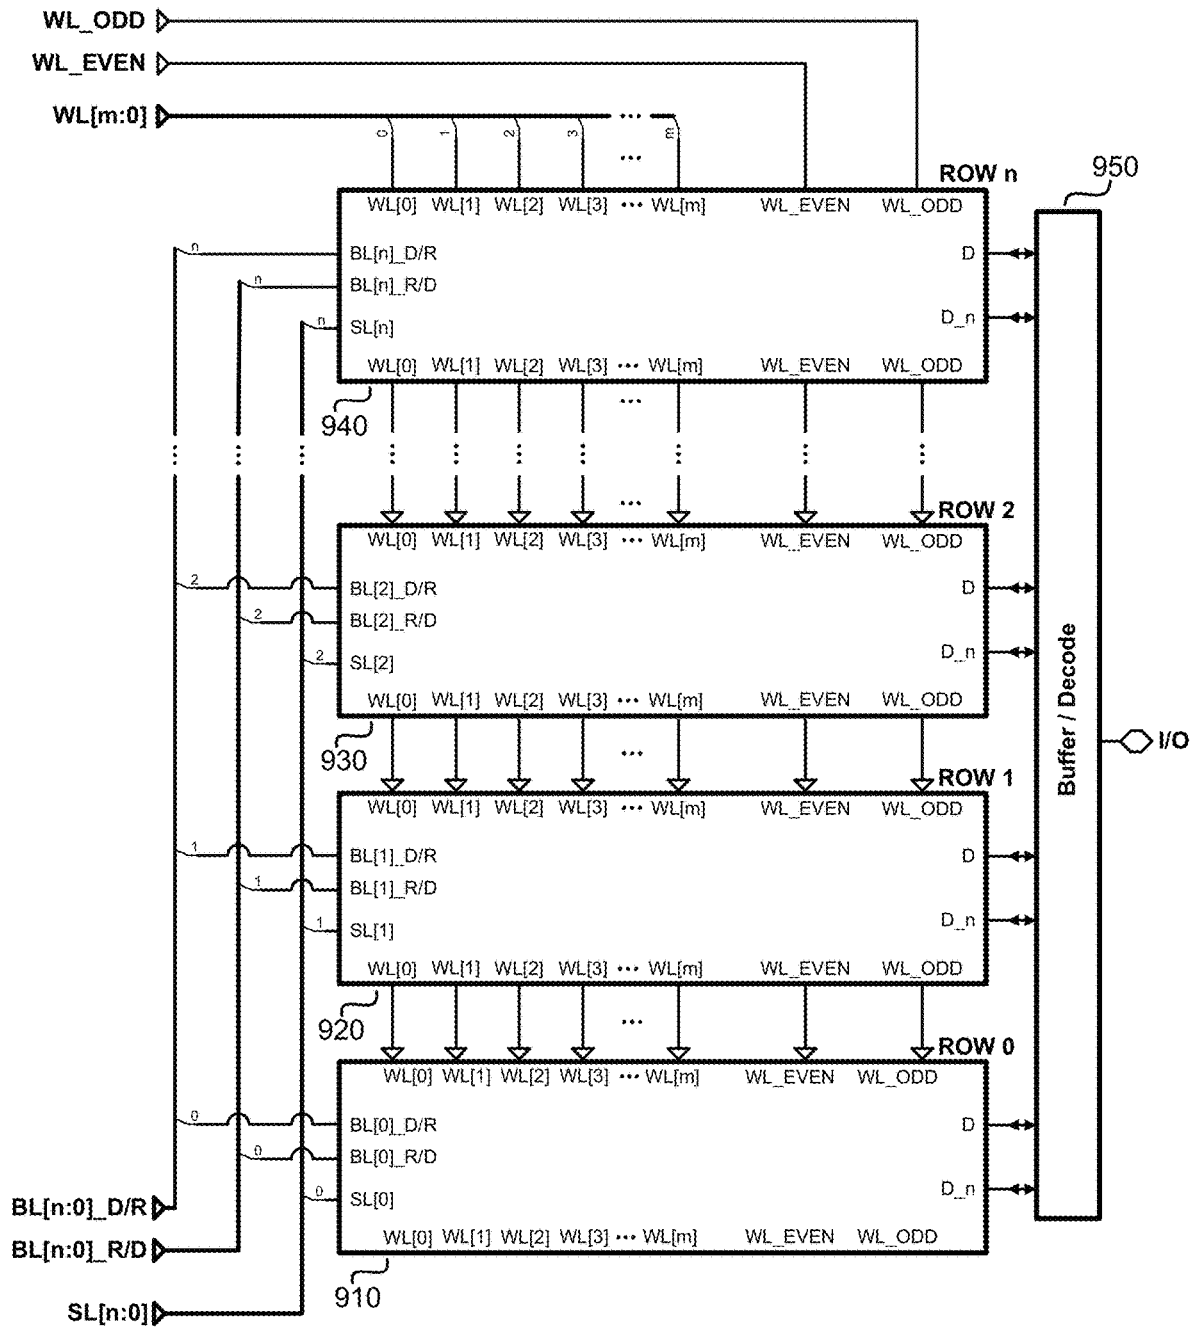 WL_ODD
WL_EVEN
WL[m:0]
0 1 2 3 ... m
...
ROW n
950
WL[0] WL[1] WL[2] WL[3] ... WL[m] WL_EVEN WL_ODD
n BL[n]_D/R D
n BL[n]_R/D
n SL[n] D_n
WL[0] WL[1] WL[2] WL[3] ... WL[m] WL_EVEN WL_ODD
940
...
ROW 2
WL[0] WL[1] WL[2] WL[3] ... WL[m] WL_EVEN WL_ODD
2 BL[2]_D/R D
2 BL[2]_R/D
2 SL[2] D_n
WL[0] WL[1] WL[2] WL[3] ... WL[m] WL_EVEN WL_ODD
930
...
Buffer / Decode
I/O
ROW 1
WL[0] WL[1] WL[2] WL[3] ... WL[m] WL_EVEN WL_ODD
1 BL[1]_D/R D
1 BL[1]_R/D
1 SL[1] D_n
WL[0] WL[1] WL[2] WL[3] ... WL[m] WL_EVEN WL_ODD
920
...
ROW 0
WL[0] WL[1] WL[2] WL[3] ... WL[m] WL_EVEN WL_ODD
0 BL[0]_D/R D
0 BL[0]_R/D
0 SL[0] D_n
WL[0] WL[1] WL[2] WL[3] ... WL[m] WL_EVEN WL_ODD
910
BL[n:0]_D/R
BL[n:0]_R/D
SL[n:0]